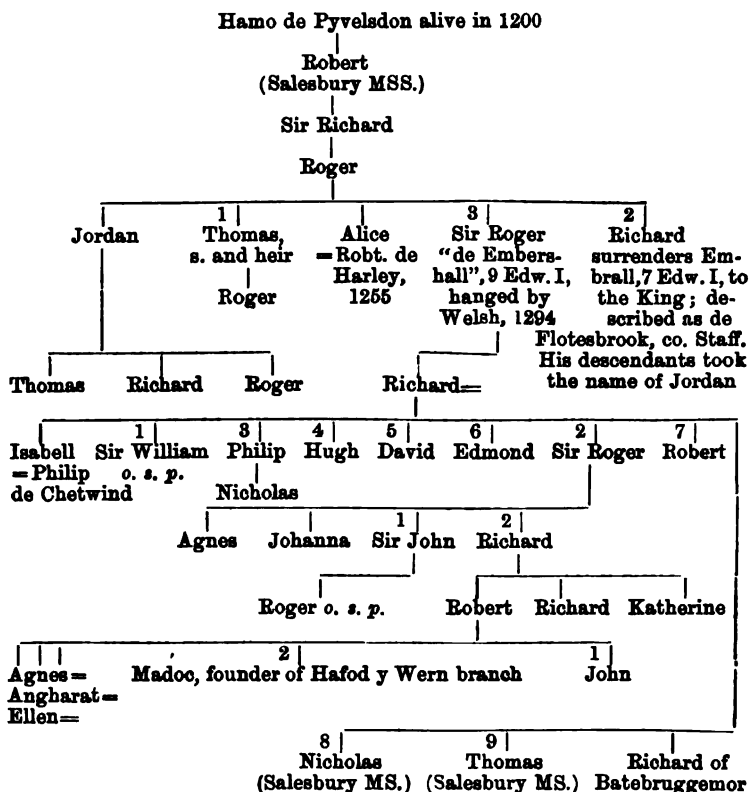 Hamo de Pyvelsdon alive in 1200
Robert
(Salesbury MSS.)
Sir Richard
Roger
1 3 2
Jordan Thomas, Alice Sir Roger Richard
s. and heir =Robt. de "de Embers- surrenders Em-
Roger Harley, hall", 9 Edw. I, brall, 7 Edw. I, to
1255 hanged by the King; de-
Welsh, 1294 scribed as de
Flotesbrook, co. Staff.
His descendants took
Thomas Richard Roger Richard= the name of Jordan
1 3 4 5 6 2 7
Isabell Sir William Philip Hugh David Edmond Sir Roger Robert
=Philip o. s. p.
de Chetwind Nicholas
1 2
Agnes Johanna Sir John Richard
Roger o. s. p. Robert Richard Katherine
2 1
Agnes= Madoc, founder of Hafod y Wern branch John
Angharat=
Ellen=
8 9
Nicholas Thomas Richard of
(Salesbury MS.) (Salesbury MS.) Batebruggemor